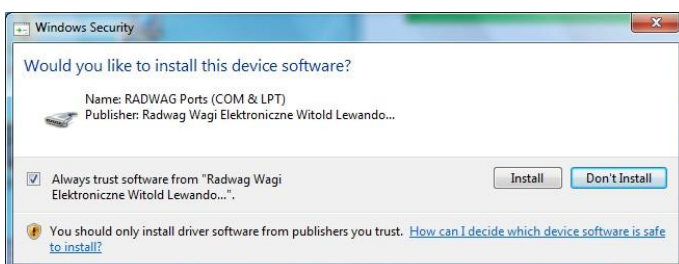 Windows Security
Would you like to install this device software?
Name: RADWAG Ports (COM & LPT)
Publisher: Radwag Wagi Elektroniczne Witold Lewando...
Always trust software from "Radwag Wagi
Elektroniczne Witold Lewando...".
Install
Don't Install
You should only install driver software from publishers you trust. How can I decide which device software is safe
to install?